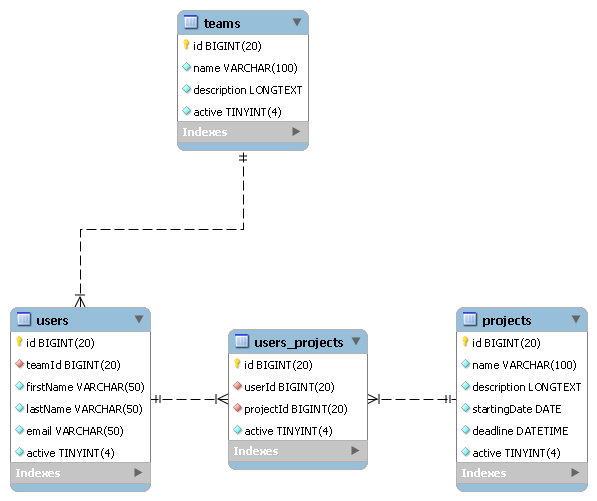 teams
id BIGINT(20)
name VARCHAR(100)
description LONGTEXT
active TINYINT(4)
Indexes
users
id BIGINT(20)
teamId BIGINT(20)
firstName VARCHAR(50)
lastName VARCHAR(50)
email VARCHAR(50)
active TINYINT(4)
Indexes
users_projects
id BIGINT(20)
userId BIGINT(20)
projectId BIGINT(20)
active TINYINT(4)
Indexes
projects
id BIGINT(20)
name VARCHAR(100)
description LONGTEXT
startingDate DATE
deadline DATETIME
active TINYINT(4)
Indexes